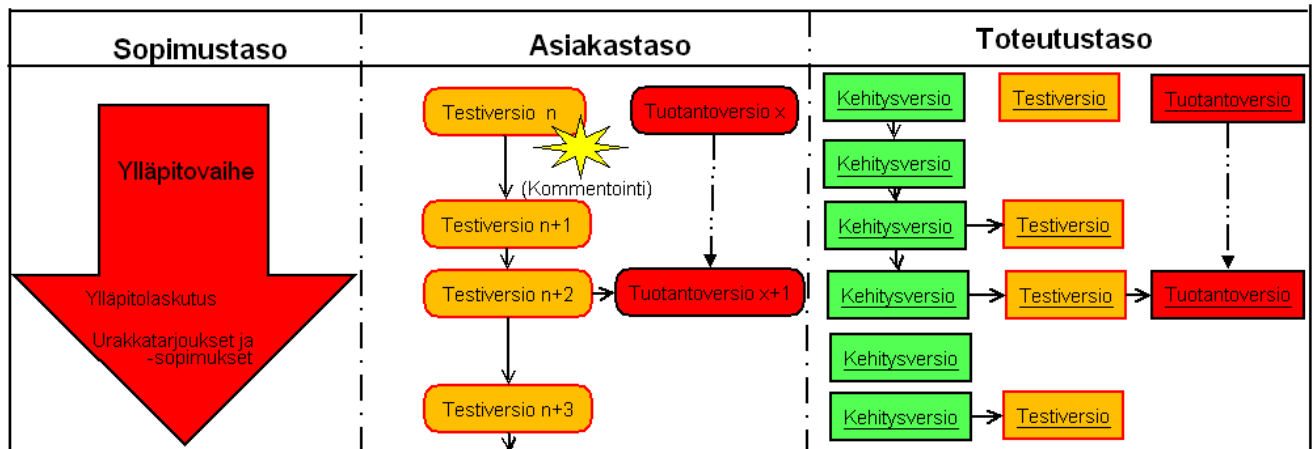 Sopimustaso
Asiakastaso
Toteutustaso
Ylläpitovaihe
Ylläpitolaskutus
Urakkatarjoukset ja
-sopimukset
Testiversio n
Tuotantoversio x
(Kommentointi)
Testiversio n+1
Testiversio n+2
Tuotantoversio x+1
Testiversio n+3
Kehitysversio
Testiversio
Tuotantoversio
Kehitysversio
Kehitysversio
Testiversio
Kehitysversio
Testiversio
Tuotantoversio
Kehitysversio
Kehitysversio
Testiversio